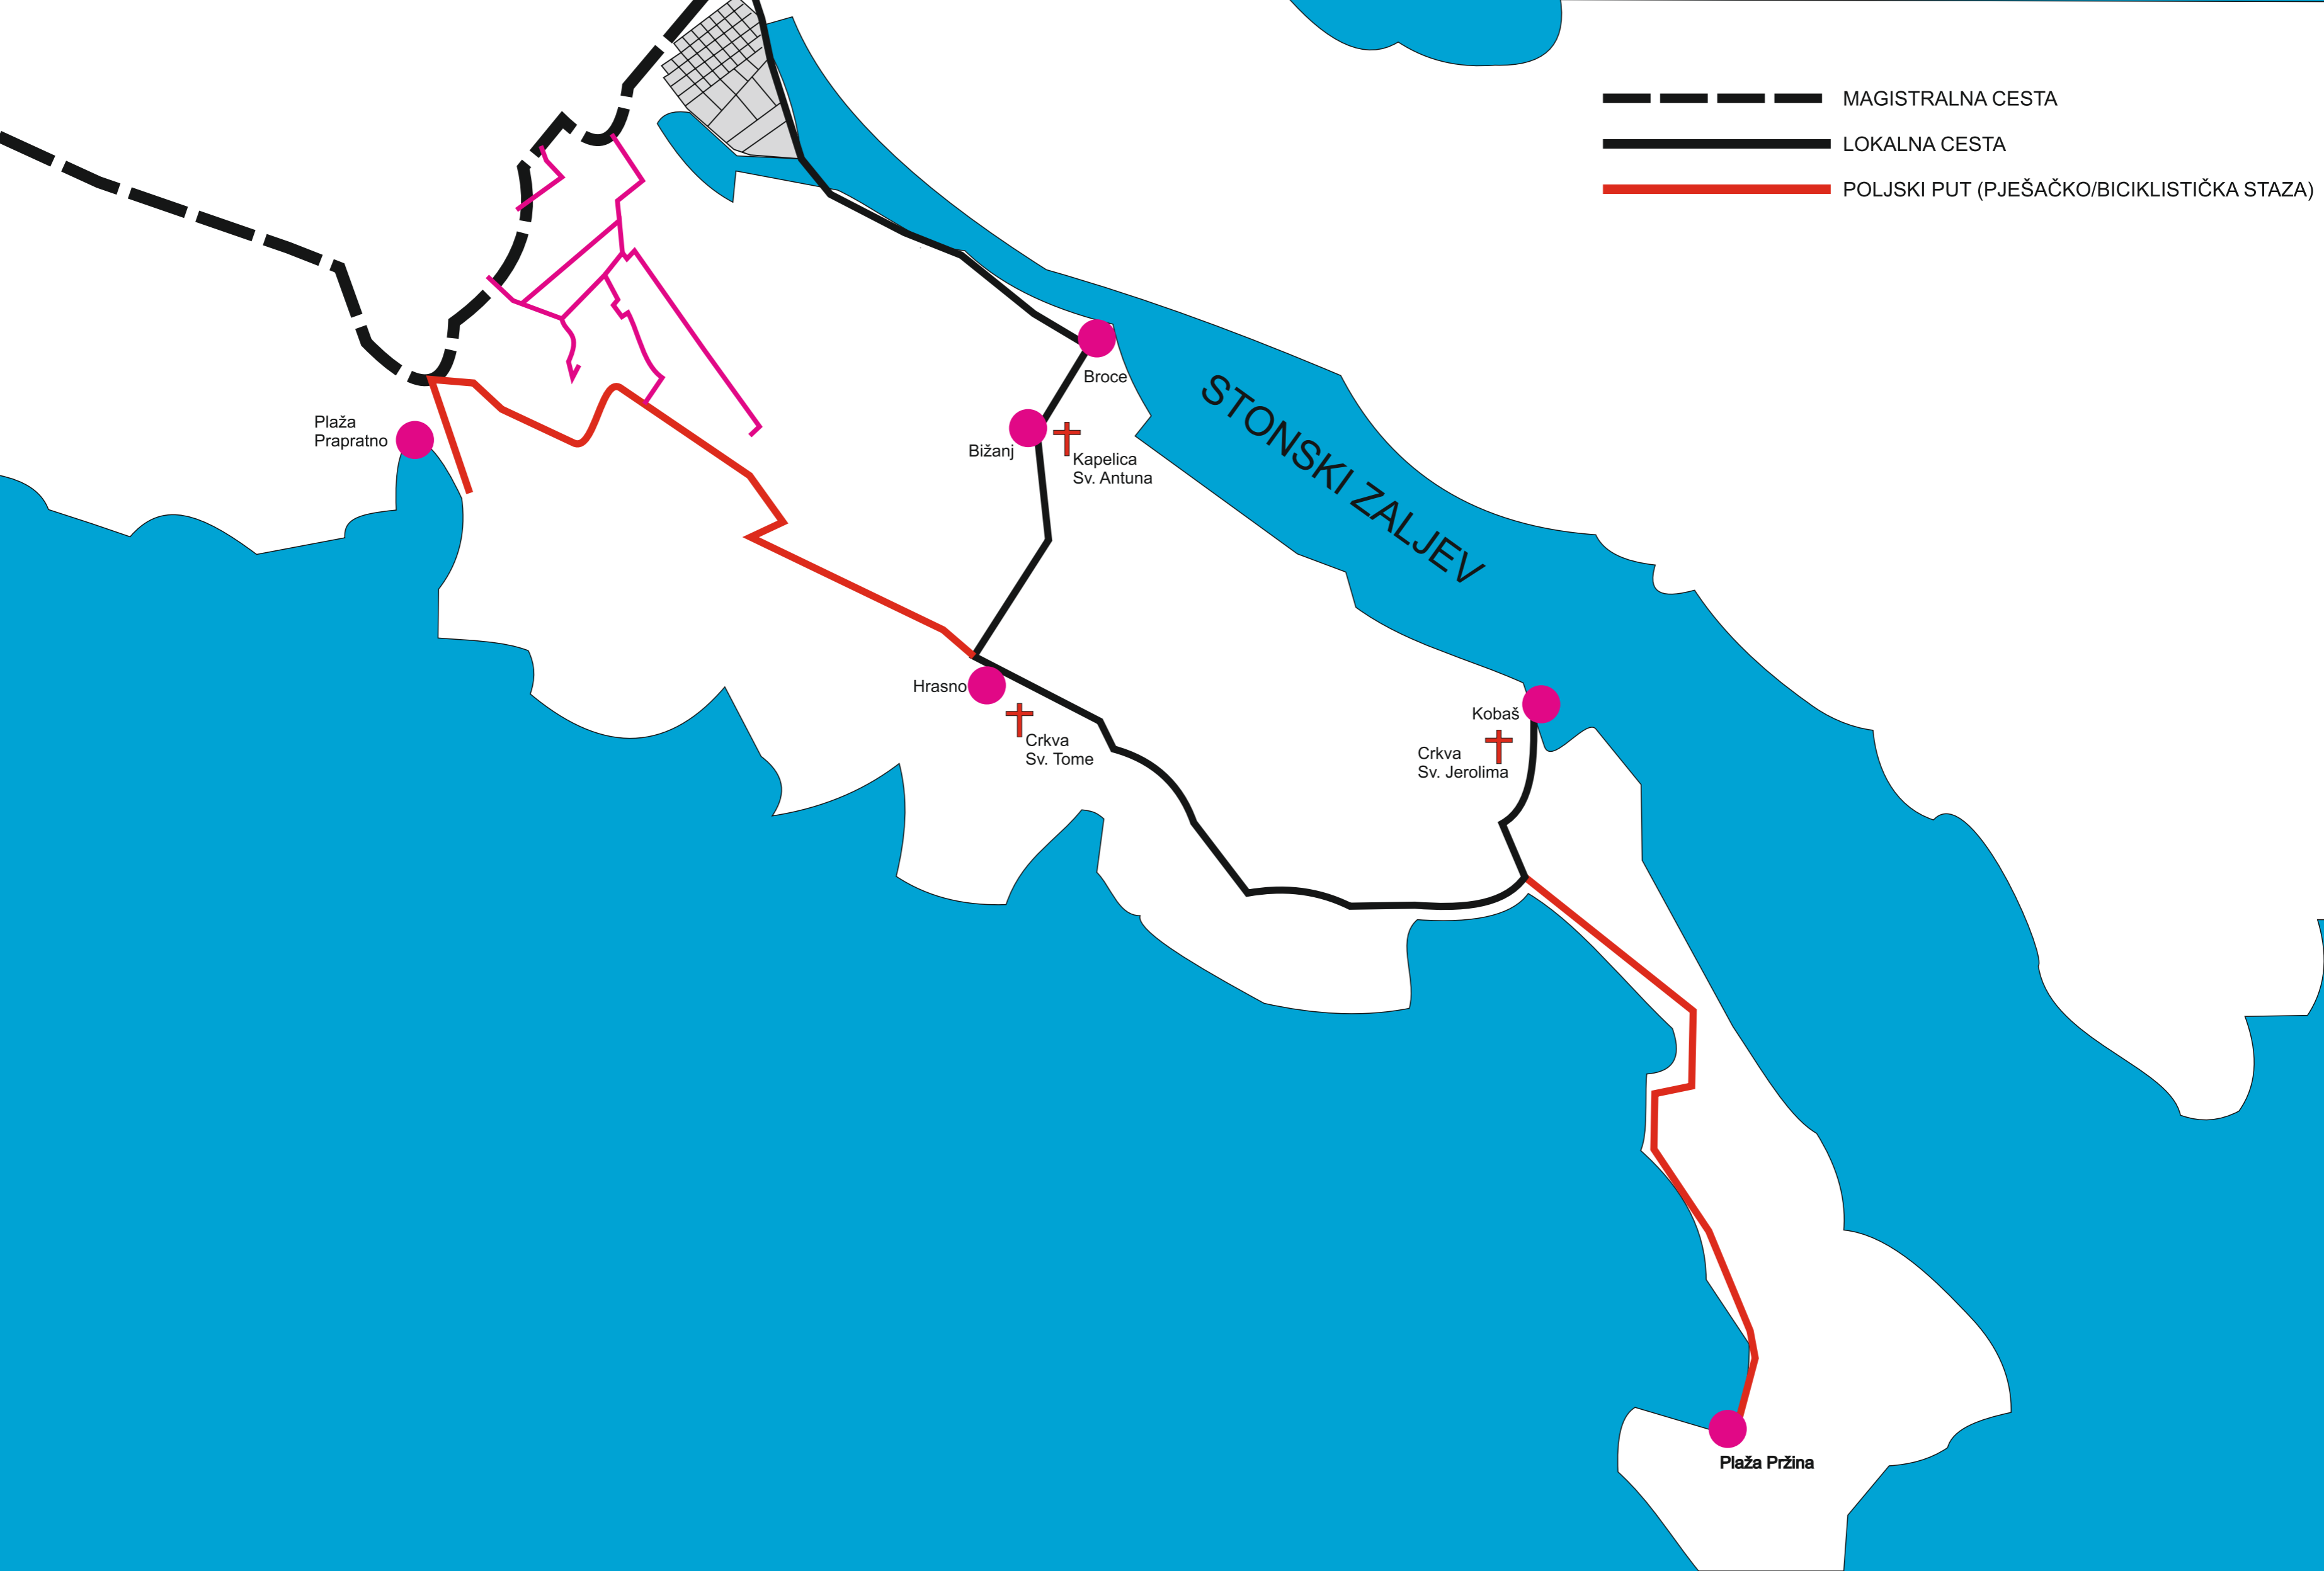 MAGISTRALNA CESTA
LOKALNA CESTA
POLJSKI PUT (PJEŠAČKO/BICIKLISTIČKA STAZA)
Broce
STONSKI ZALJEV
Plaža
Prapratno
Bižanj
Kapelica
Sv. Antuna
Hrasno
Crkva
Sv. Tome
Kobaš
Crkva
Sv. Jerolima
Plaža Pržina